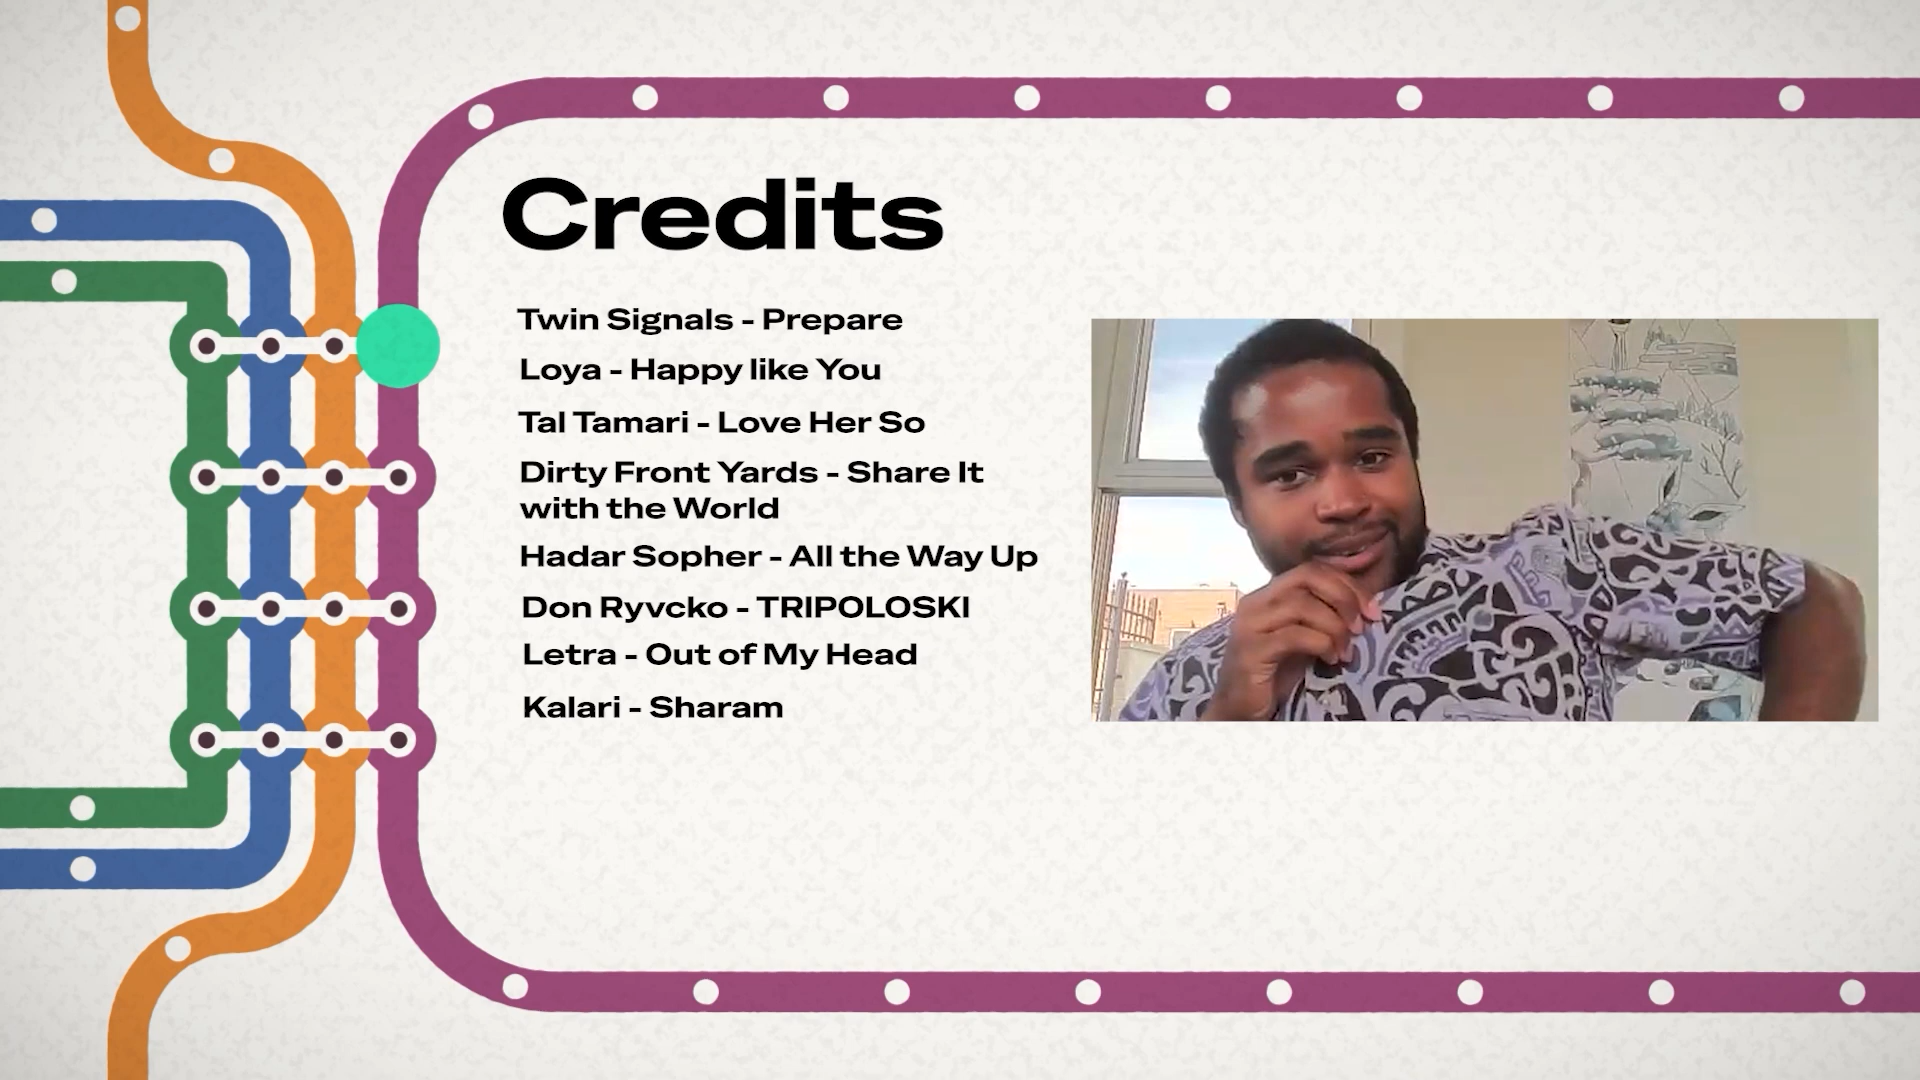 Credits
Twin Signals - Prepare
Loya - Happy like You
Tal Tamari - Love Her So
Dirty Front Yards - Share It
with the World
Hadar Sopher - All the Way Up
Don Ryvcko - TRIPOLOSKI
Letra - Out of My Head
Kalari - Sharam